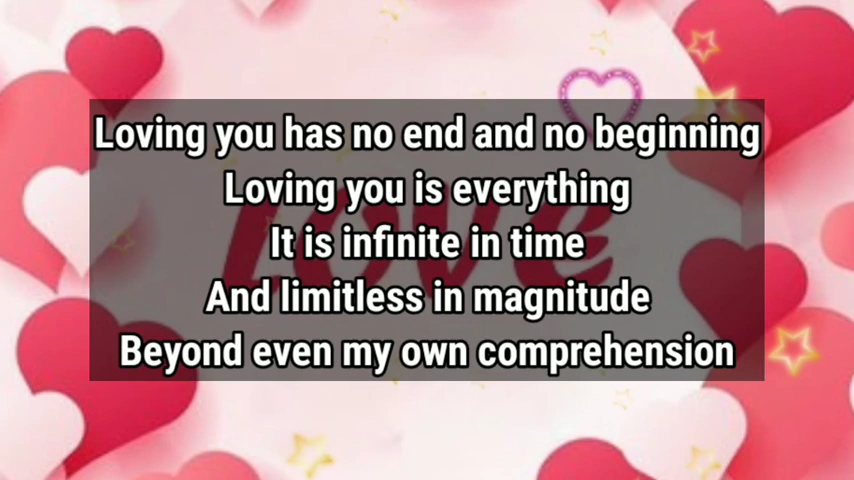 Loving you has no end and no beginning
Loving you is everything
It is infinite in time
And limitless in magnitude
Beyond even my own comprehension
LOVE